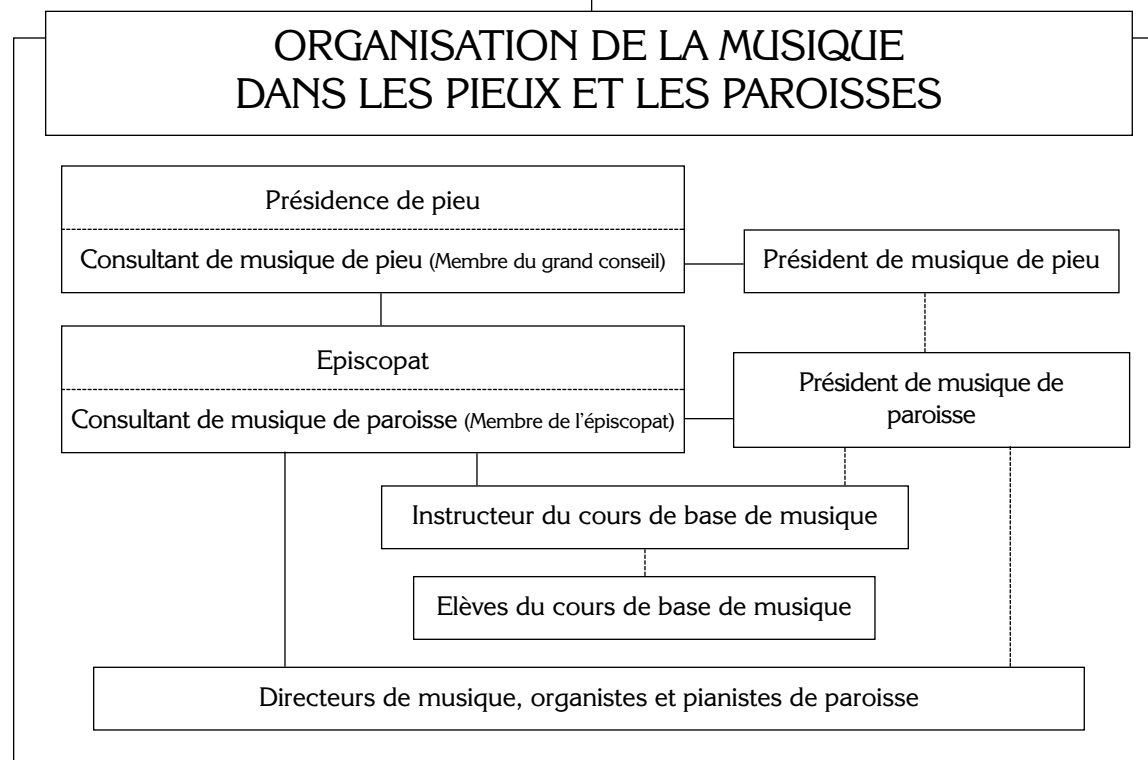 ORGANISATION DE LA MUSIQUE
DANS LES PIEUX ET LES PAROISSES
Présidence de pieu
Consultant de musique de pieu (Membre du grand conseil)
Président de musique de pieu
Episcopat
Consultant de musique de paroisse (Membre de l'épiscopat)
Président de musique de
paroisse
Instructeur du cours de base de musique
Elèves du cours de base de musique
Directeurs de musique, organistes et pianistes de paroisse